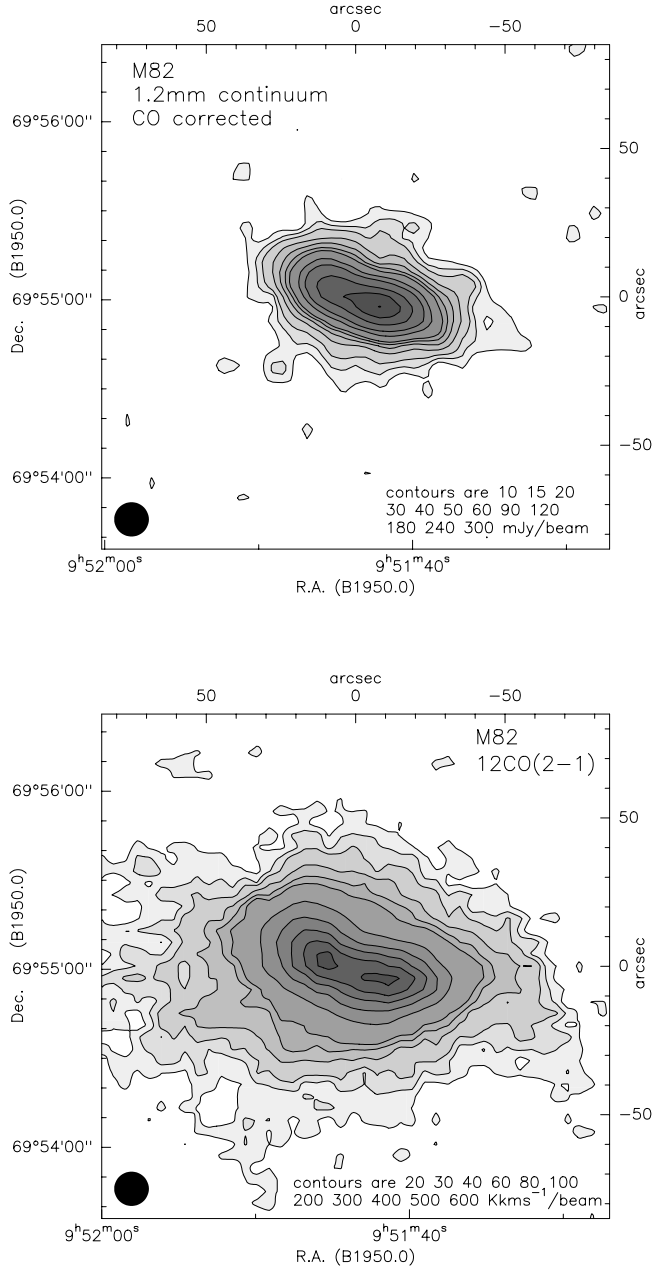 arcsec
50 0 −50
M82
1.2mm continuum
CO corrected
69°56'00''
50
Dec. (B1950.0)
69°55'00''
0
arcsec
−50
69°54'00''
contours are 10 15 20
30 40 50 60 90 120
180 240 300 mJy/beam
9ʰ52ᵐ00ˢ 9ʰ51ᵐ40ˢ
R.A. (B1950.0)
arcsec
50 0 −50
M82
12CO(2−1)
69°56'00''
50
Dec. (B1950.0)
69°55'00''
0
arcsec
−50
69°54'00''
contours are 20 30 40 60 80 100
200 300 400 500 600 Kkms⁻¹/beam
9ʰ52ᵐ00ˢ 9ʰ51ᵐ40ˢ
R.A. (B1950.0)